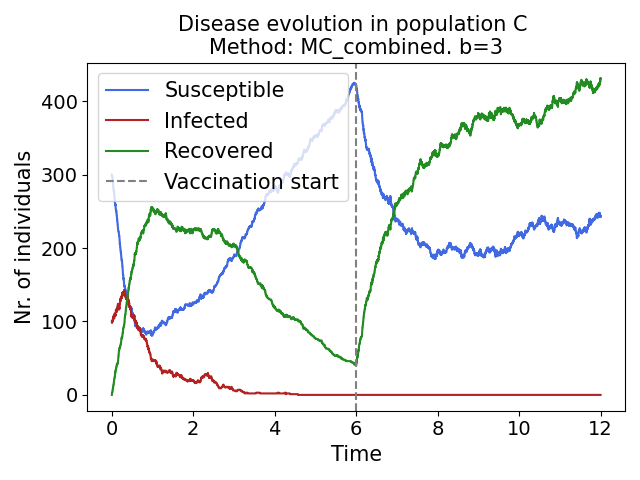 Disease evolution in population C
Method: MC_combined. b=3
Susceptible
Infected
Recovered
Vaccination start
Nr. of individuals
400
300
200
100
0
0 2 4 6 8 10 12
Time